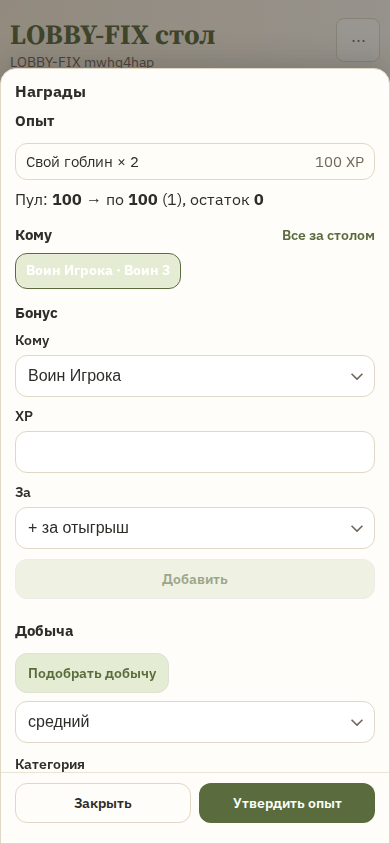 LOBBY-FIX стол
LOBBY-FIX mwhq4hap
...
Награды
Опыт
Свой гоблин × 2 100 XP
Пул: 100 → по 100 (1), остаток 0
Кому Все за столом
Воин Игрока · Воин 3
Бонус
Кому
Воин Игрока
XP
За
+ за отыгрыш
Добавить
Добыча
Подобрать добычу
средний
Категория
Закрыть Утвердить опыт